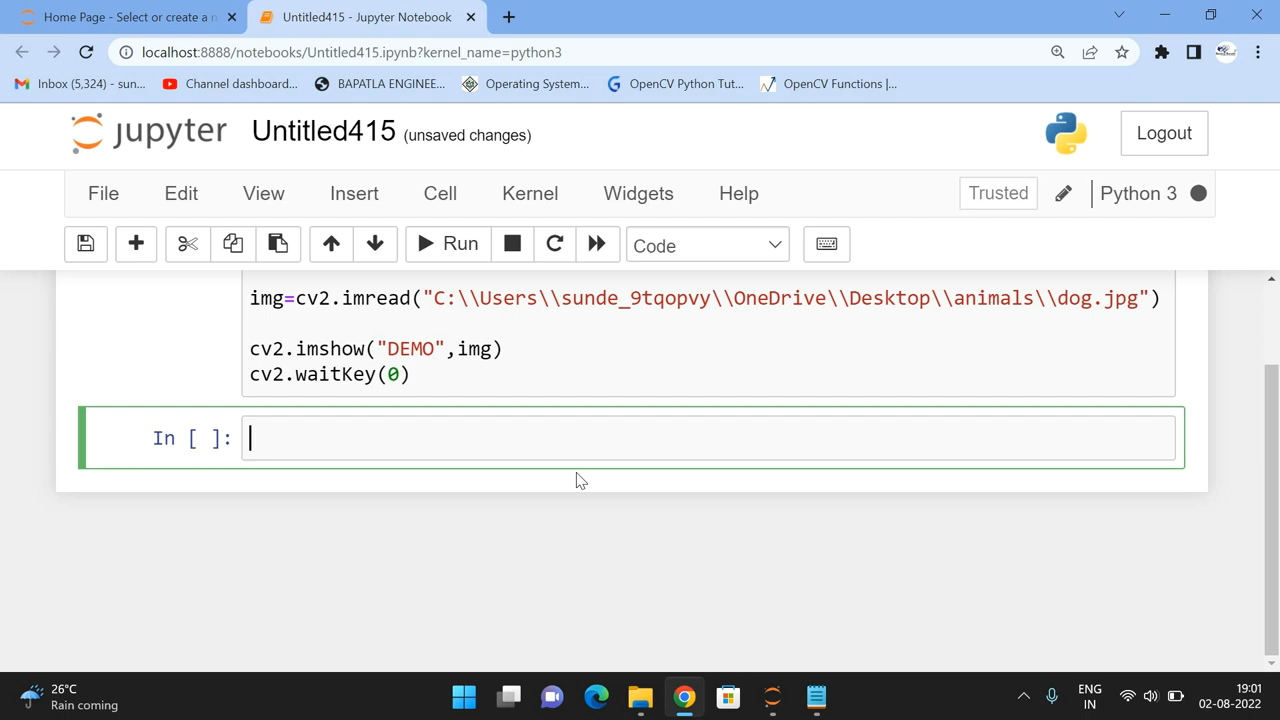 Home Page - Select or create a n
Untitled415 - Jupyter Notebook
localhost:8888/notebooks/Untitled415.ipynb?kernel_name=python3
Inbox (5,324) - sun...
Channel dashboard...
BAPATLA ENGINEE...
Operating System...
OpenCV Python Tut...
OpenCV Functions |...
jupyter Untitled415 (unsaved changes)
Logout
File Edit View Insert Cell Kernel Widgets Help
Trusted
Python 3
Run
Code
img=cv2.imread("C:\\Users\\sunde_9tqopvy\\OneDrive\\Desktop\\animals\\dog.jpg")
cv2.imshow("DEMO",img)
cv2.waitKey(0)
In [ ]:
26°C
Rain coming
ENG
IN
19:01
02-08-2022